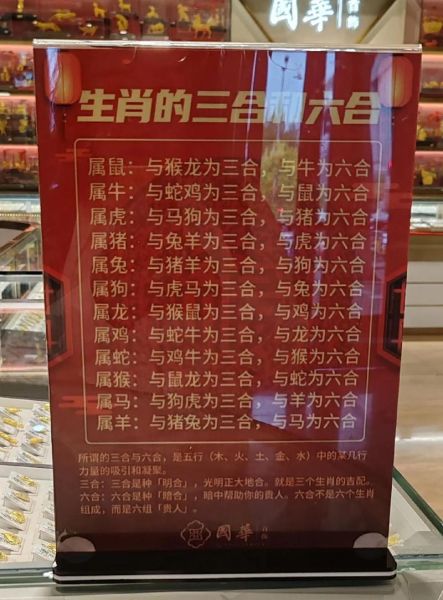 國華
首飾
生肖的三合和六合
属鼠：与猴龙为三合，与牛为六合
属牛：与蛇鸡为三合，与鼠为六合
属虎：与马狗为三合，与猪为六合
属猪：与兔羊为三合，与虎为六合
属兔：与猪羊为三合，与狗为六合
属狗：与虎马为三合，与兔为六合
属龙：与猴鼠为三合，与鸡为六合
属鸡：与蛇牛为三合，与龙为六合
属蛇：与鸡牛为三合，与猴为六合
属猴：与鼠龙为三合，与蛇为六合
属马：与狗虎为三合，与羊为六合
属羊：与猪兔为三合，与马为六合
所谓的三合与六合，是五行（木、火、土、金、水）中的某几行
力量的吸引和凝聚。
三合：三合是种「明合」，光明正大地合。就是三个生肖的吉配。
六合：六合是种「暗合」，暗中帮助你的贵人。六合不是六个生肖
组成，而是六组「贵人」。
國華
首飾